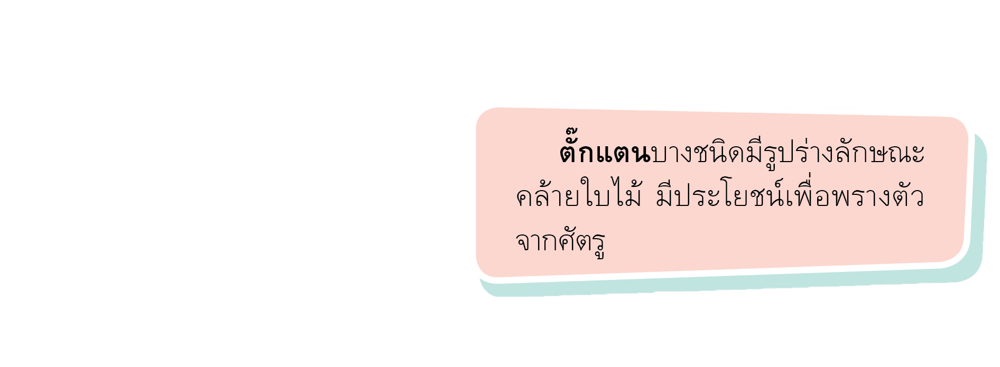 ตั๊กแตนบางชนิดมีรูปร่างลักษณะ
คล้ายใบไม้ มีประโยชน์เพื่อพรางตัว
จากศัตรู